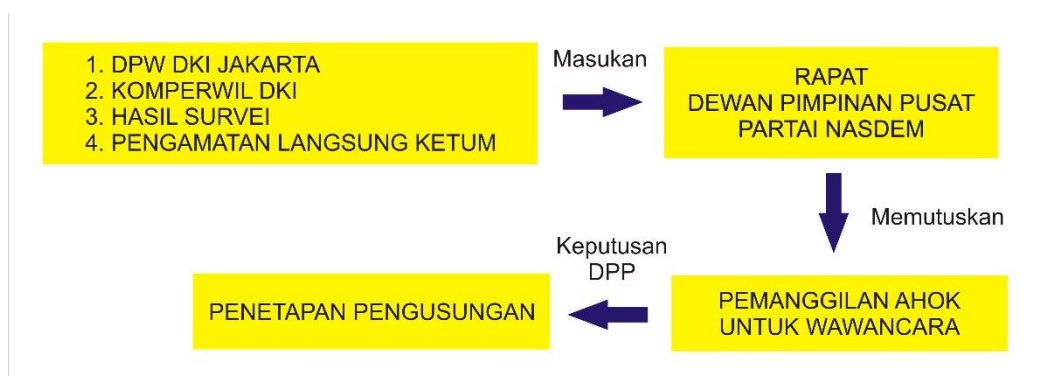 1. DPW DKI JAKARTA
2. KOMPERWIL DKI
3. HASIL SURVEI
4. PENGAMATAN LANGSUNG KETUM
Masukan
RAPAT
DEWAN PIMPINAN PUSAT
PARTAI NASDEM
Memutuskan
PEMANGGILAN AHOK
UNTUK WAWANCARA
Keputusan
DPP
PENETAPAN PENGUSUNGAN